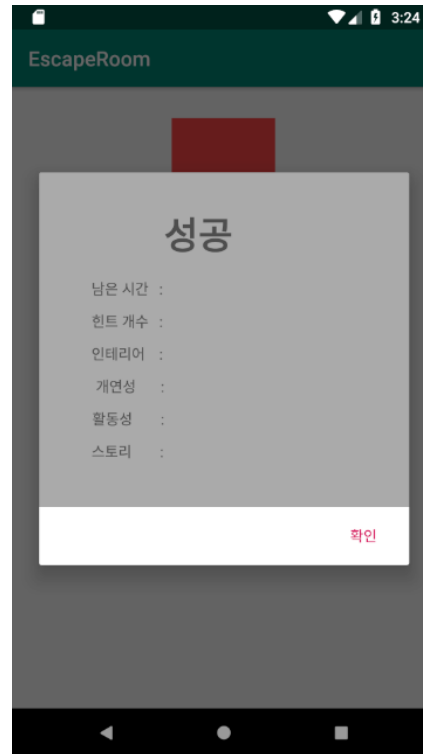 3:24
EscapeRoom
성공
남은 시간 :
힌트 개수 :
인테리어 :
개연성 :
활동성 :
스토리 :
확인